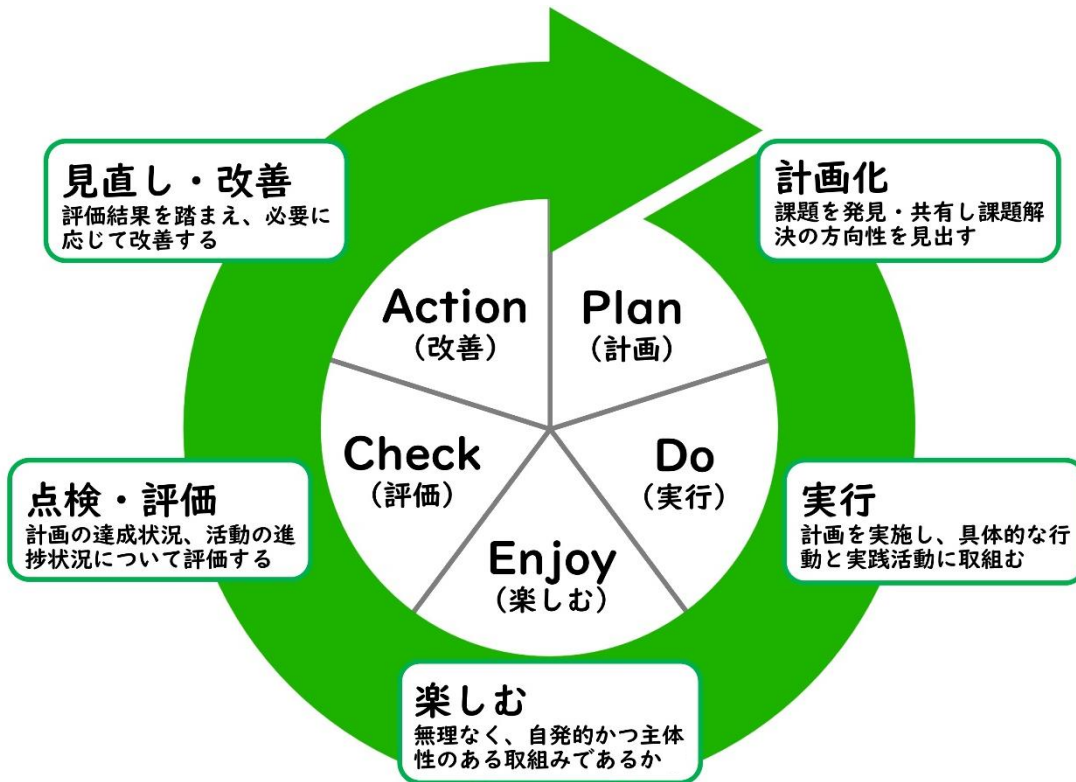 見直し・改善
評価結果を踏まえ、必要に
応じて改善する
計画化
課題を発見・共有し課題解
決の方向性を見出す
Action
（改善）
Plan
（計画）
Check
（評価）
Do
（実行）
Enjoy
（楽しむ）
点検・評価
計画の達成状況、活動の進
捗状況について評価する
実行
計画を実施し、具体的な行
動と実践活動に取組む
楽しむ
無理なく、自発的かつ主体
性のある取組みであるか